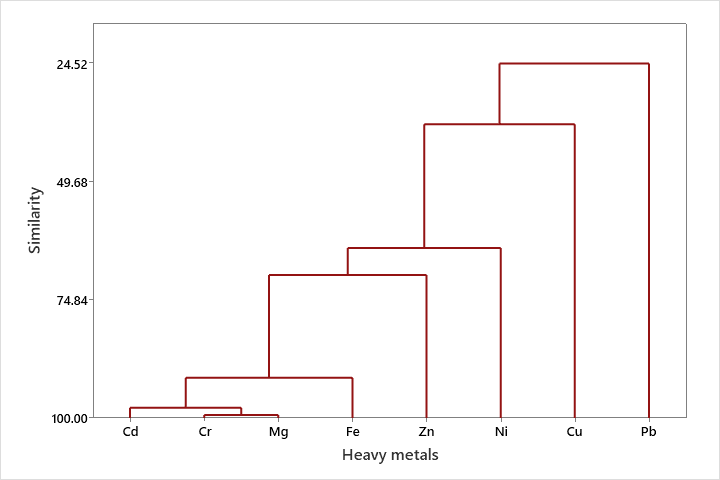 24.52
49.68
74.84
100.00
Similarity
Cd Cr Mg Fe Zn Ni Cu Pb
Heavy metals